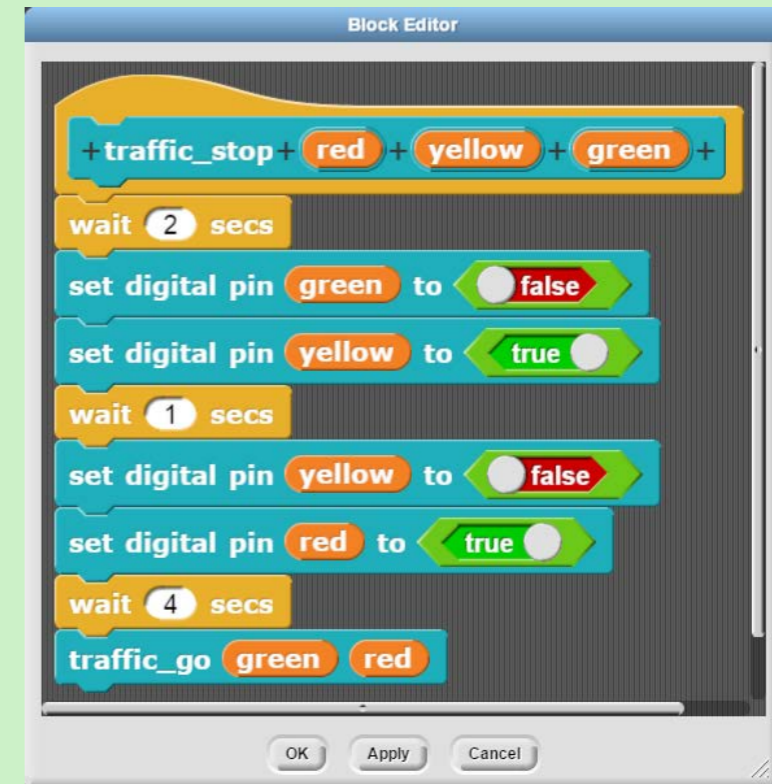 Block Editor
+traffic_stop+ red + yellow + green +
wait 2 secs
set digital pin green to false
set digital pin yellow to true
wait 1 secs
set digital pin yellow to false
set digital pin red to true
wait 4 secs
traffic_go green red
OK Apply Cancel